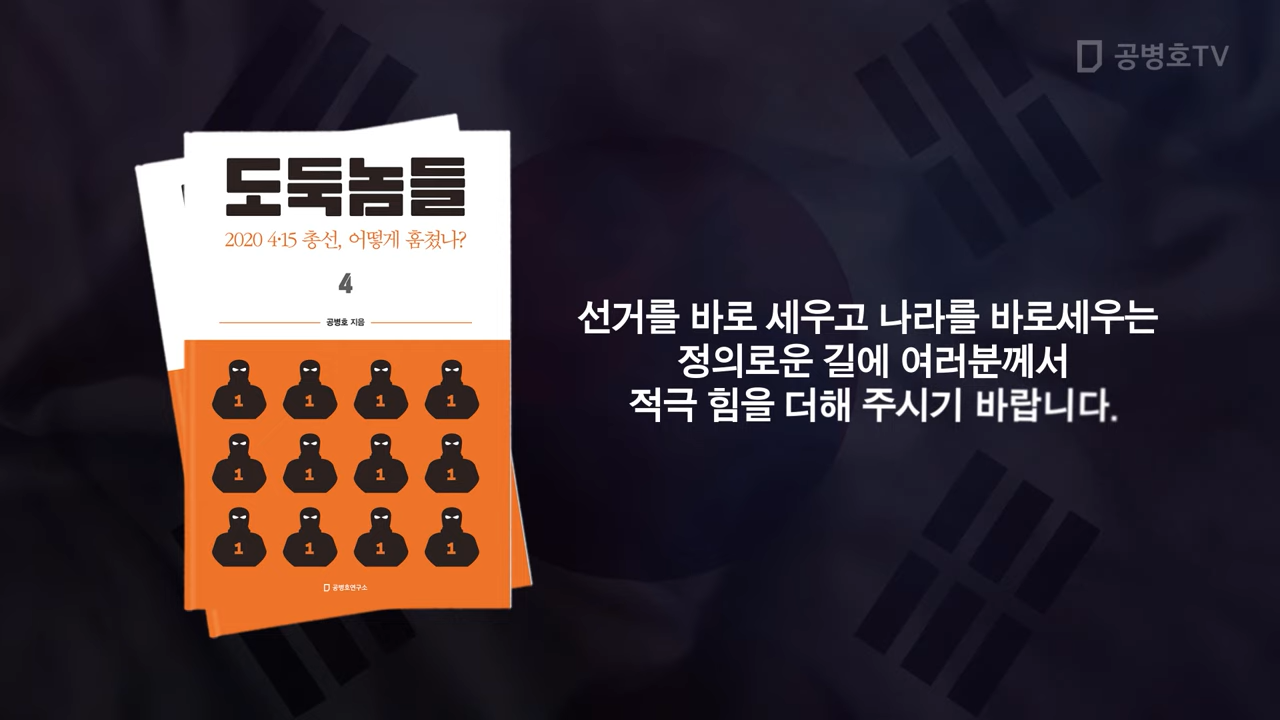 공병호TV
도둑놈들
2020 4·15 총선, 어떻게 훔쳤나?
4
공병호 지음
1 1 1 1
1 1 1 1
1 1 1 1
공병호연구소
선거를 바로 세우고 나라를 바로세우는
정의로운 길에 여러분께서
적극 힘을 더해 주시기 바랍니다.